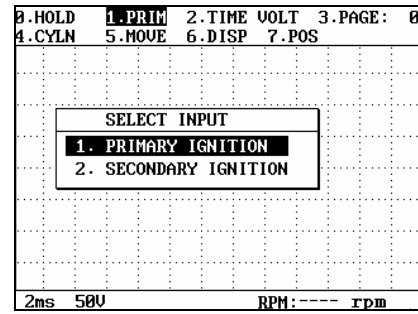 0.HOLD 1.PRIM 2.TIME VOLT 3.PAGE: 0
4.CYLN 5.MOVE 6.DISP 7.POS
SELECT INPUT
1. PRIMARY IGNITION
2. SECONDARY IGNITION
2ms 50V RPM:---- rpm